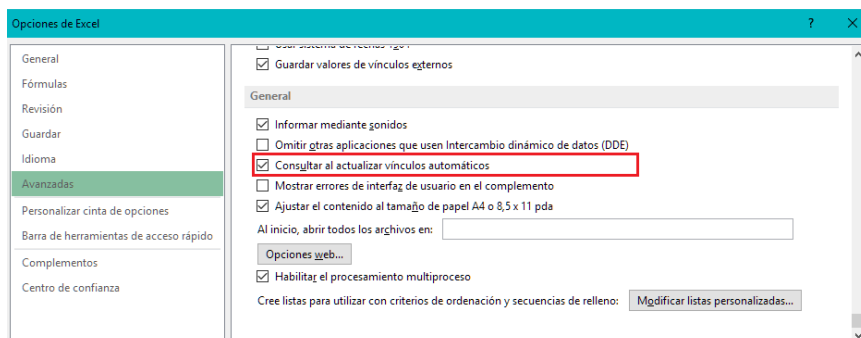 Opciones de Excel
?
General
Fórmulas
Revisión
Guardar
Idioma
Avanzadas
Personalizar cinta de opciones
Barra de herramientas de acceso rápido
Complementos
Centro de confianza
Guardar valores de vínculos externos
General
Informar mediante sonidos
Omitir otras aplicaciones que usen Intercambio dinámico de datos (DDE)
Consultar al actualizar vínculos automáticos
Mostrar errores de interfaz de usuario en el complemento
Ajustar el contenido al tamaño de papel A4 o 8,5 x 11 pda
Al inicio, abrir todos los archivos en:
Opciones web...
Habilitar el procesamiento multiproceso
Cree listas para utilizar con criterios de ordenación y secuencias de relleno: Modificar listas personalizadas...